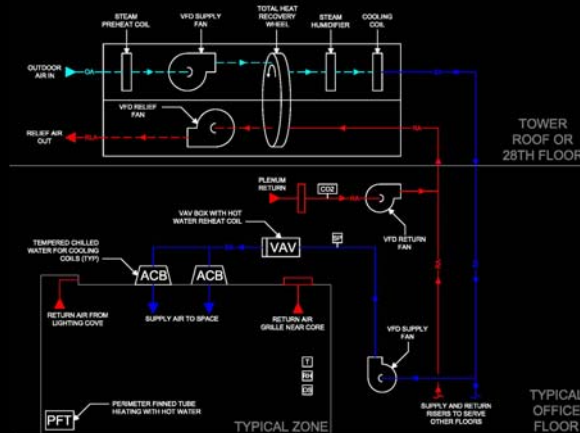 STEAM
PREHEAT COIL
VFD SUPPLY
FAN
TOTAL HEAT
RECOVERY
WHEEL
STEAM
HUMIDIFIER
COOLING
COIL
OUTDOOR
AIR IN
OA
VFD RELIEF
FAN
RELIEF AIR
OUT
RLA
RA
TOWER
ROOF OR
28TH FLOOR
PLENUM
RETURN
CO2
RA
VFD RETURN
FAN
VAV BOX WITH HOT
WATER REHEAT COIL
VAV
SP
TEMPERED CHILLED
WATER FOR COOLING
COILS (TYP)
ACB
ACB
RETURN AIR FROM
LIGHTING COVE
SUPPLY AIR TO SPACE
RETURN AIR
GRILLE NEAR CORE
VFD SUPPLY
FAN
T
RH
OS
PERIMETER FINNED TUBE
HEATING WITH HOT WATER
PFT
TYPICAL ZONE
SUPPLY AND RETURN
RISERS TO SERVE
OTHER FLOORS
TYPICAL
OFFICE
FLOOR